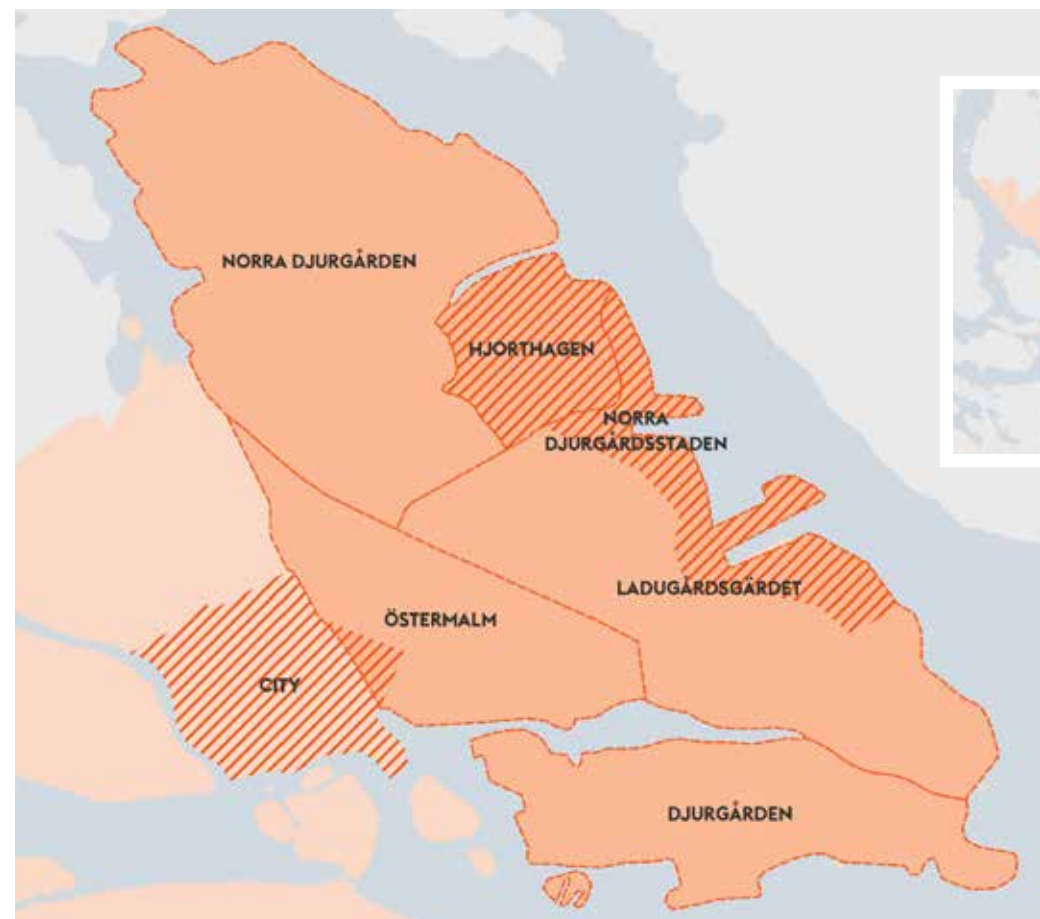 NORRA DJURGÅRDEN
HJORTHAGEN
NORRA
DJURGÅRDSSTADEN
LADUGÅRDSGÄRDET
ÖSTERMALM
CITY
DJURGÅRDEN